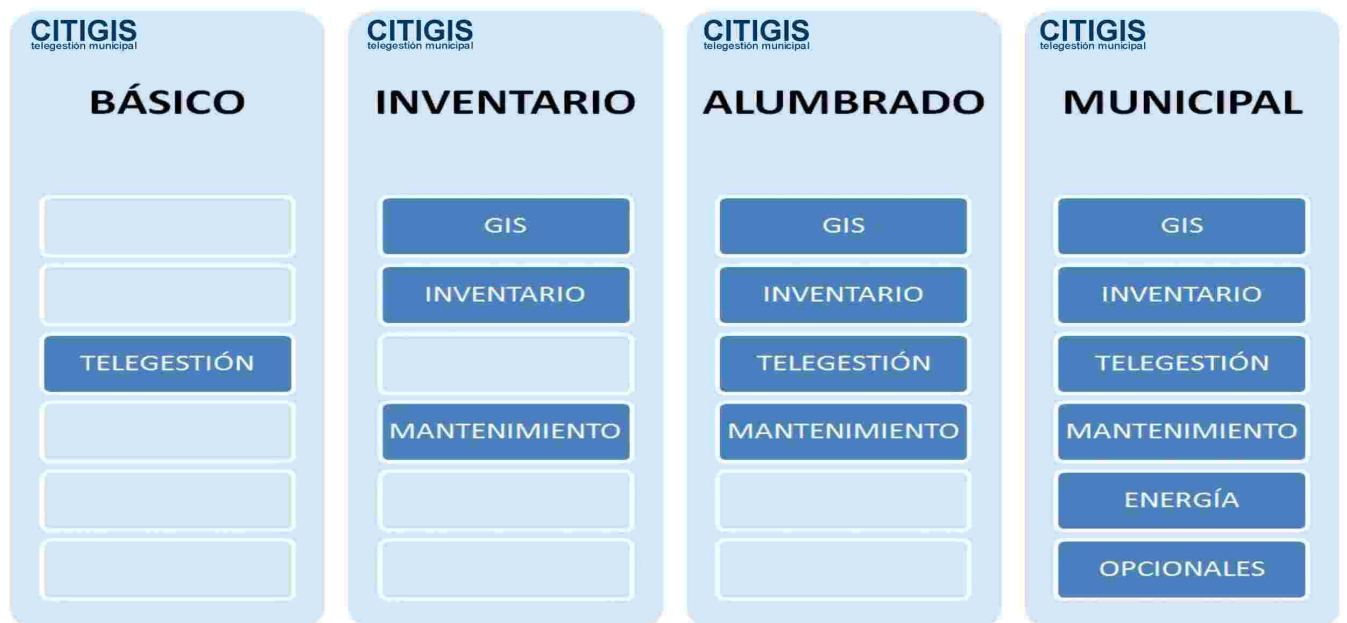 CITIGIS
telegestión municipal
BÁSICO
TELEGESTIÓN
CITIGIS
telegestión municipal
INVENTARIO
GIS
INVENTARIO
MANTENIMIENTO
CITIGIS
telegestión municipal
ALUMBRADO
GIS
INVENTARIO
TELEGESTIÓN
MANTENIMIENTO
CITIGIS
telegestión municipal
MUNICIPAL
GIS
INVENTARIO
TELEGESTIÓN
MANTENIMIENTO
ENERGÍA
OPCIONALES